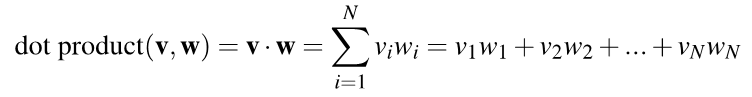 dot product(v, w) = v · w = ∑_{i=1}^{N} v_i w_i = v_1 w_1 + v_2 w_2 + ... + v_N w_N